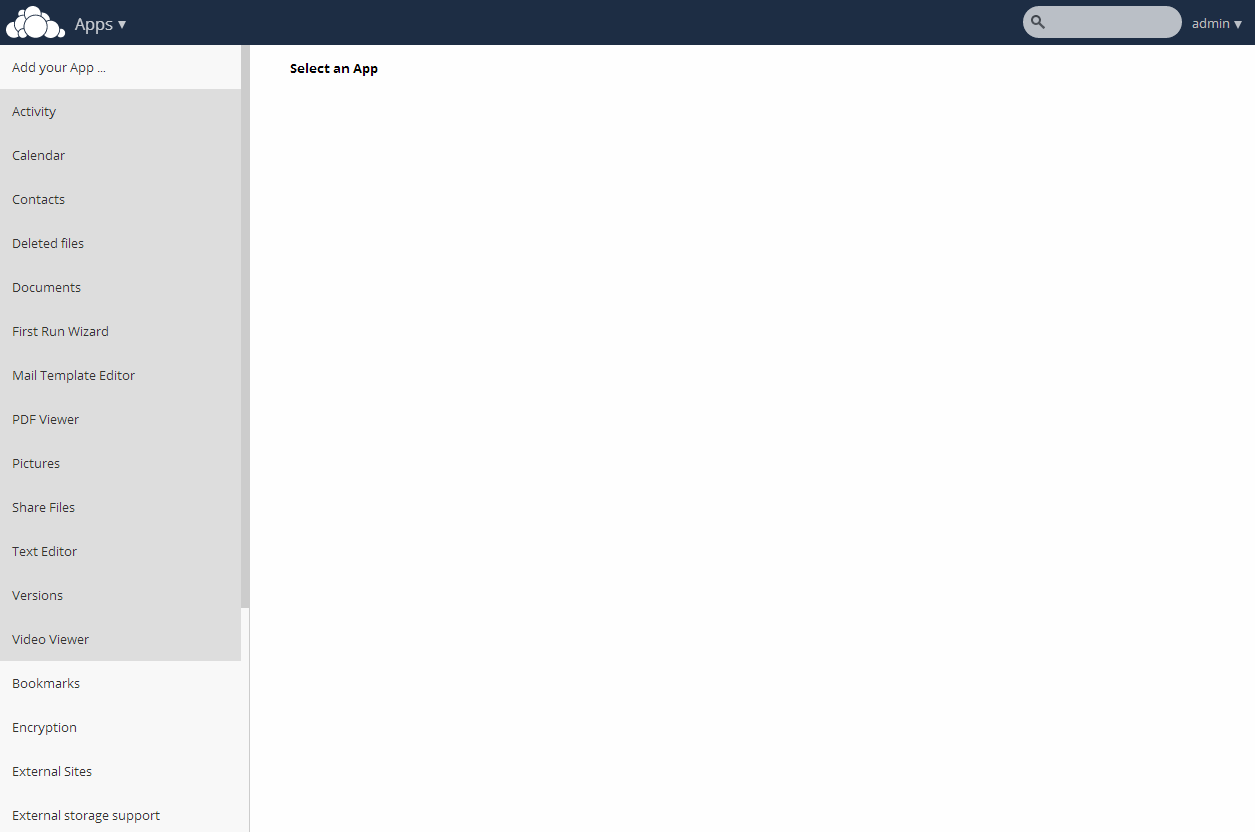 Apps ▼
admin ▼
Add your App ...
Select an App
Activity
Calendar
Contacts
Deleted files
Documents
First Run Wizard
Mail Template Editor
PDF Viewer
Pictures
Share Files
Text Editor
Versions
Video Viewer
Bookmarks
Encryption
External Sites
External storage support